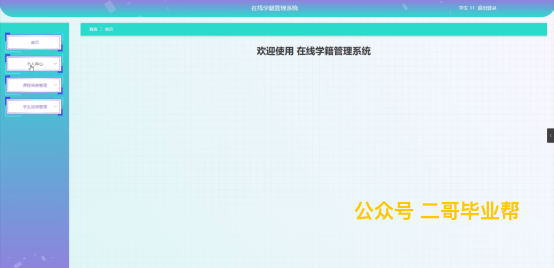 在线学籍管理系统
学生 11 退出登录
首页 / 首页
首页
个人中心
欢迎使用 在线学籍管理系统
课程信息管理
学生成绩管理
公众号 二哥毕业帮